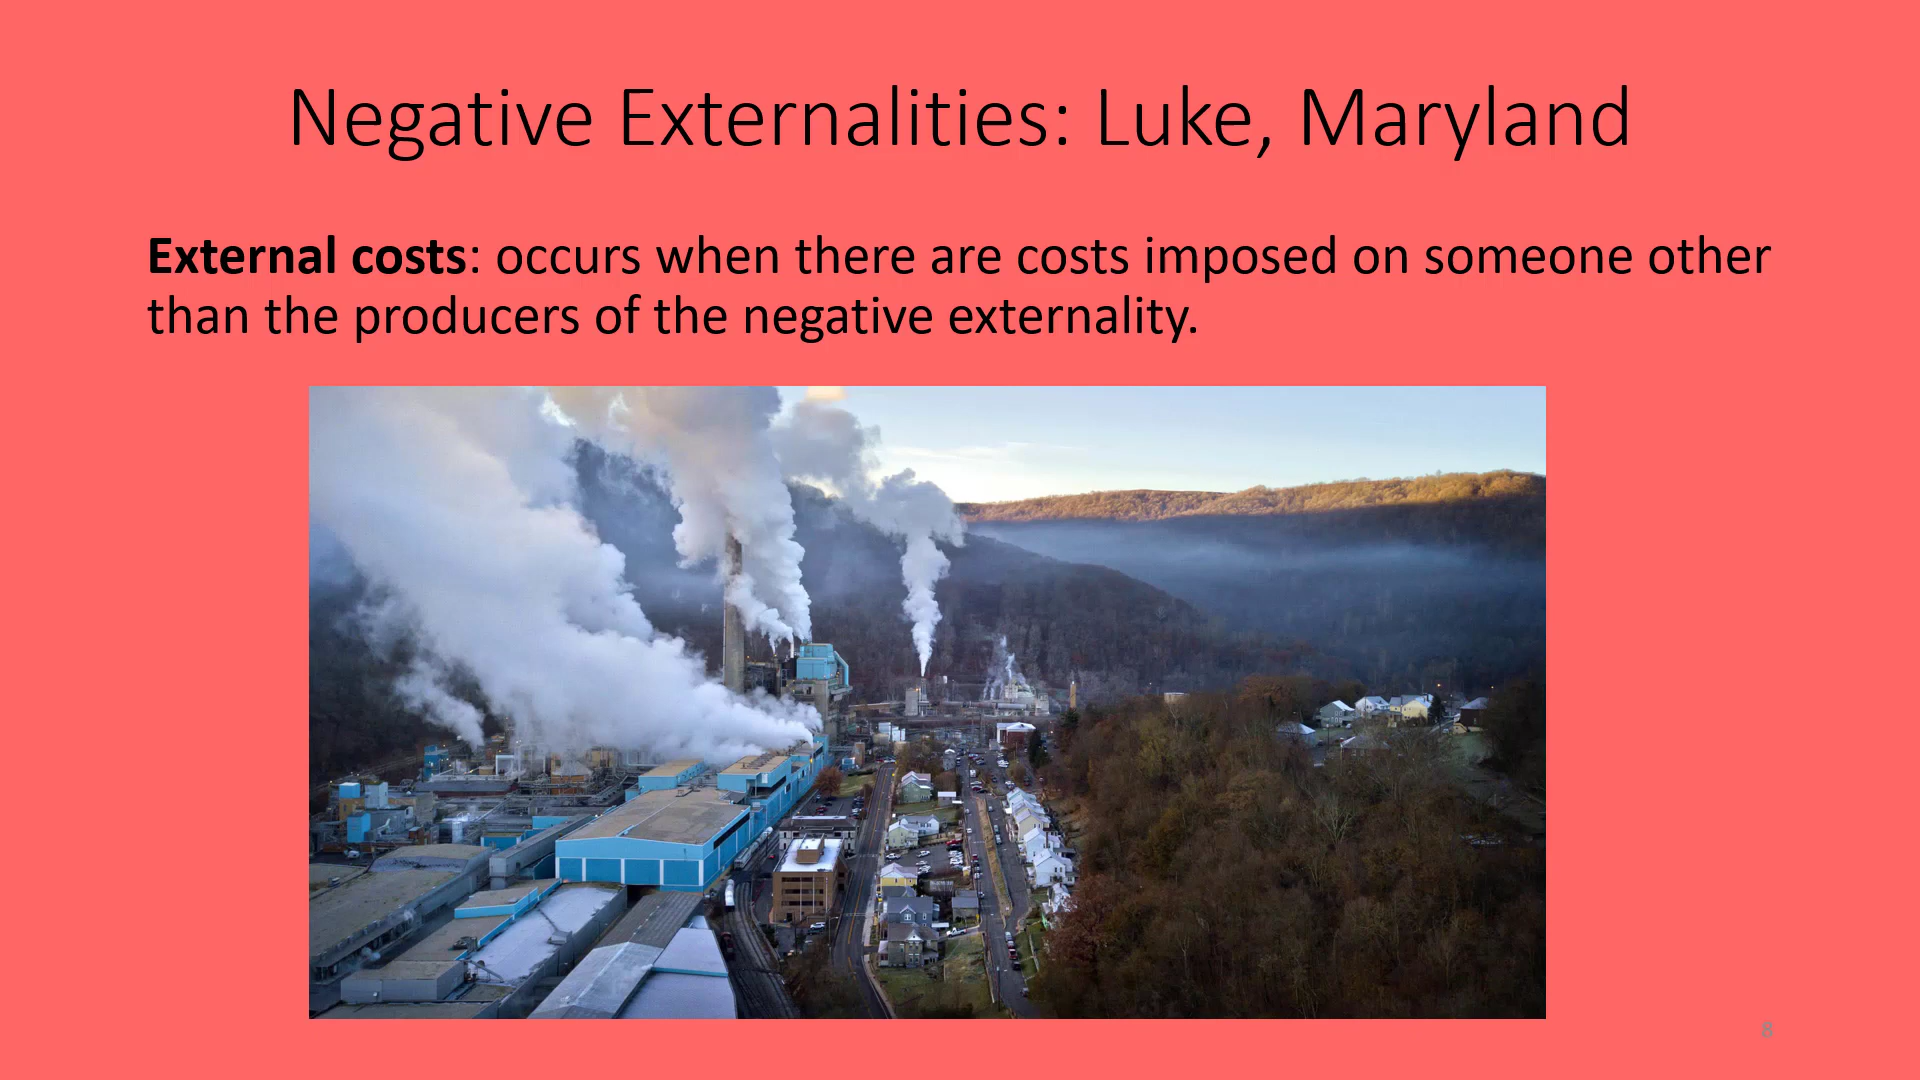 Negative Externalities: Luke, Maryland
External costs: occurs when there are costs imposed on someone other
than the producers of the negative externality.
8